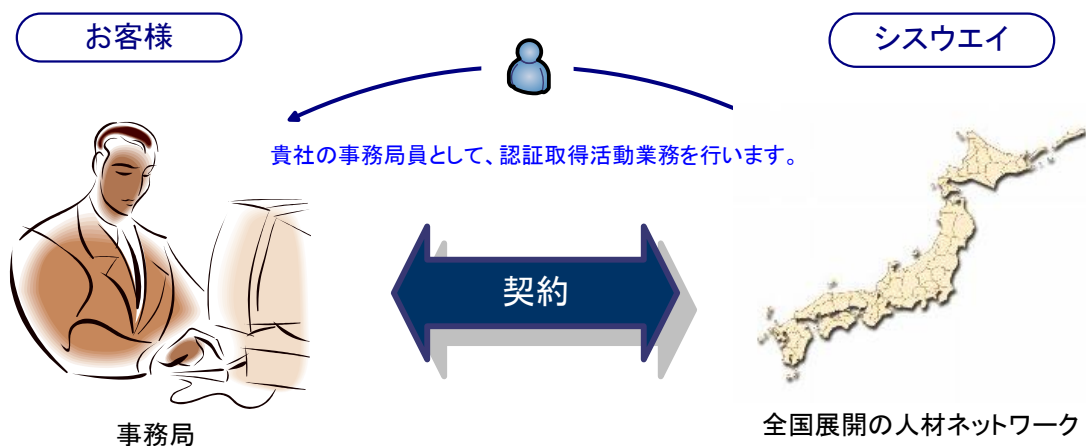 お客様
シスウエイ
貴社の事務局員として、認証取得活動業務を行います。
契約
事務局
全国展開の人材ネットワーク